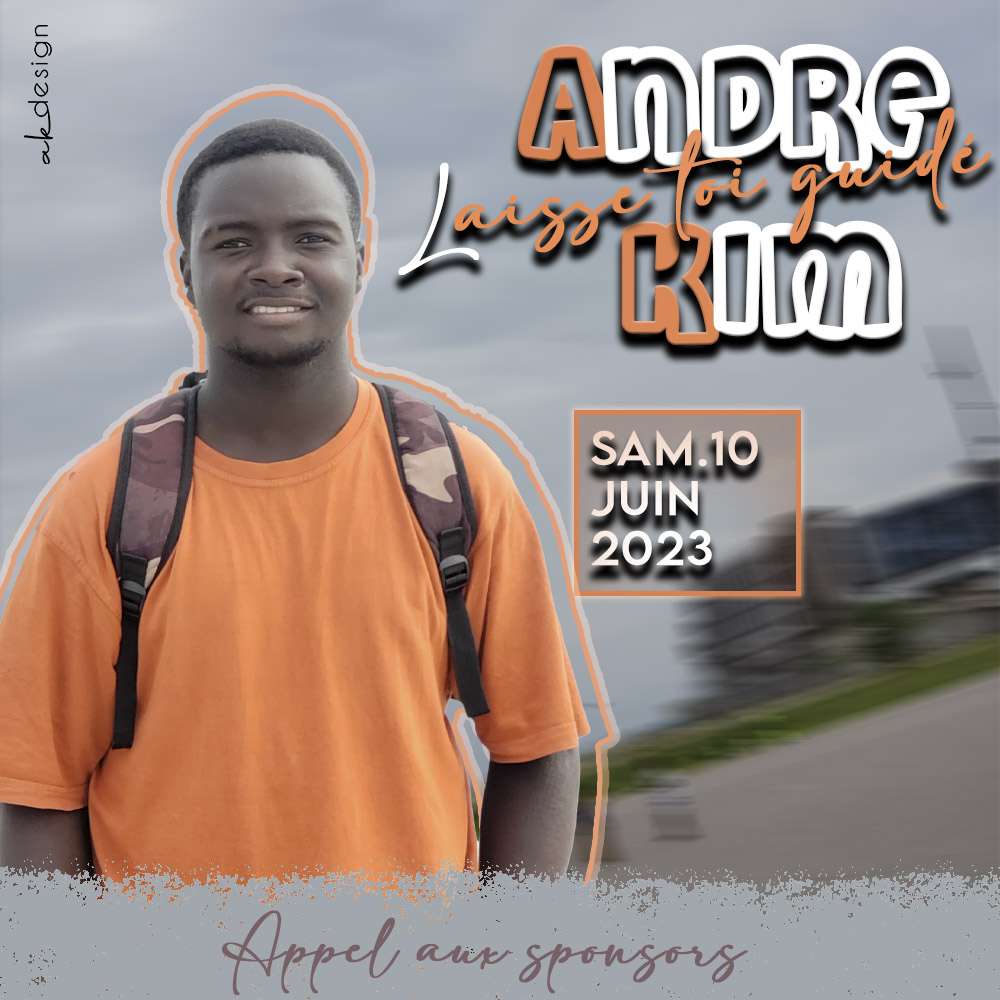 akdesign
ANDRE
Laisse toi guidé
KIM
SAM.10
JUIN
2023
Appel aux sponsors